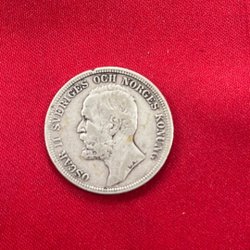 OSCAR II SVERIGES OCH NORGES KONUNG